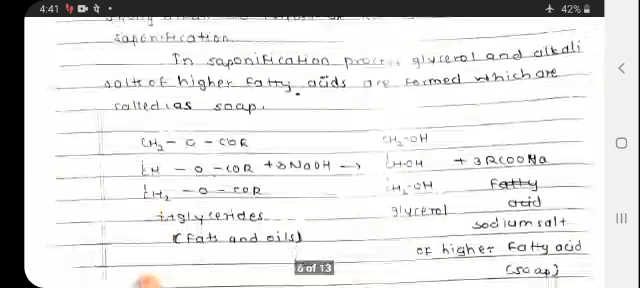 4:41 42%
saponification.
In saponification process glycerol and alkali
salts of higher fatty acids are formed which are
called as soap.
CH2 - O - COR CH2-OH
CH - O - COR + 3NaOH → CH-OH + 3RCOONa
CH2 - O - COR CH2-OH Fatty
triglycerides glycerol acid
(Fats and oils) sodium salt
of higher fatty acid
6 of 13 (soap)